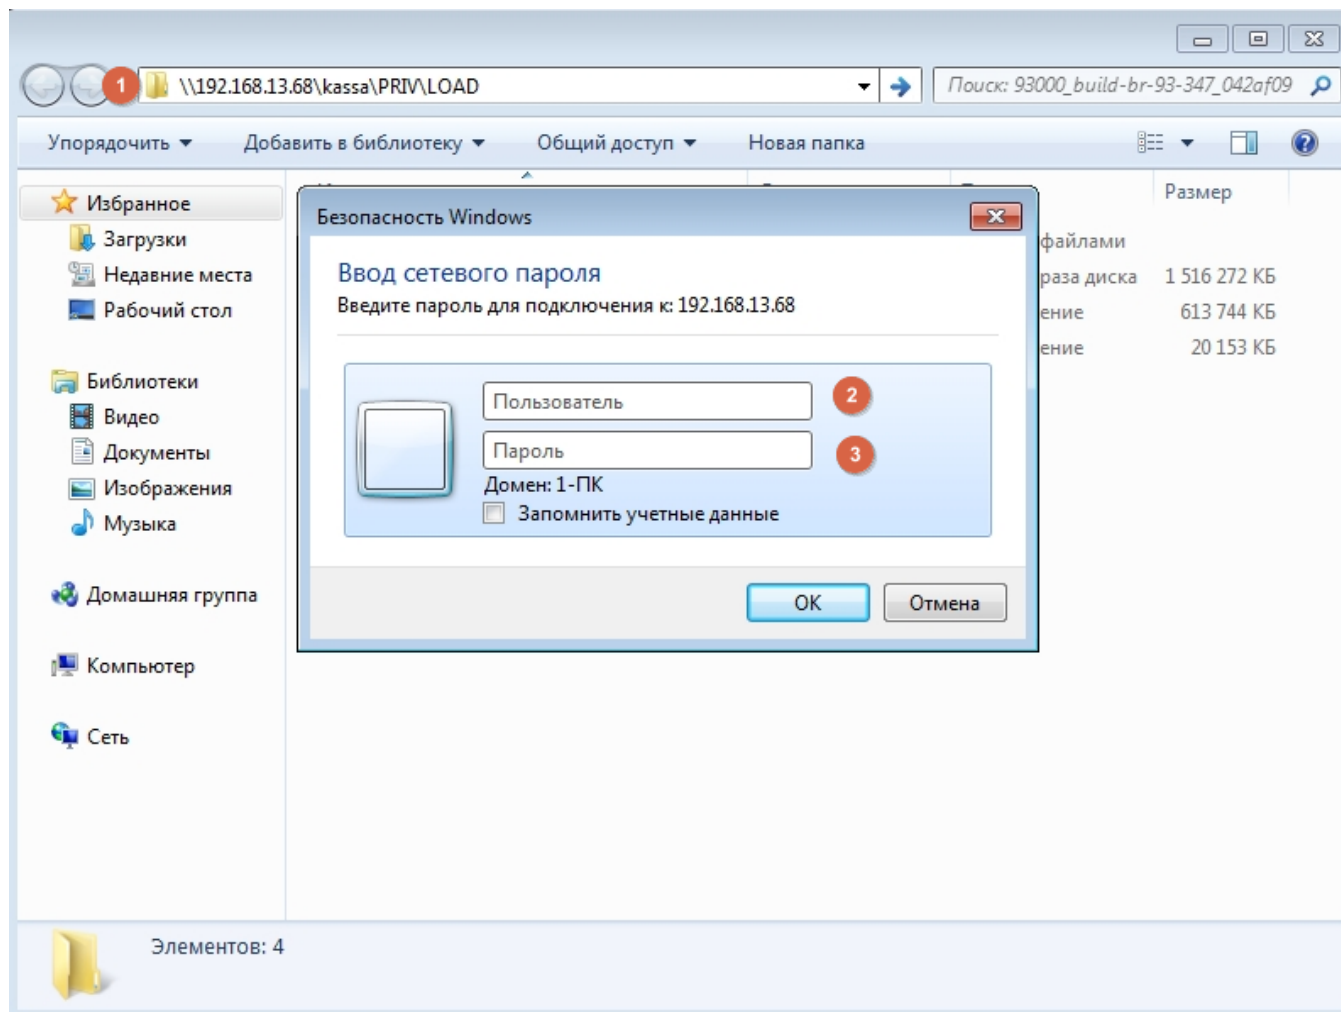 1
\\192.168.13.68\kassa\PRIV\LOAD
Поиск: 93000_build-br-93-347_042af09
Упорядочить
Добавить в библиотеку
Общий доступ
Новая папка
Избранное
Загрузки
Недавние места
Рабочий стол
Библиотеки
Видео
Документы
Изображения
Музыка
Домашняя группа
Компьютер
Сеть
Размер
файлами
раза диска 1 516 272 КБ
ение 613 744 КБ
ение 20 153 КБ
Безопасность Windows
Ввод сетевого пароля
Введите пароль для подключения к: 192.168.13.68
Пользователь
2
Пароль
3
Домен: 1-ПК
Запомнить учетные данные
ОК
Отмена
Элементов: 4